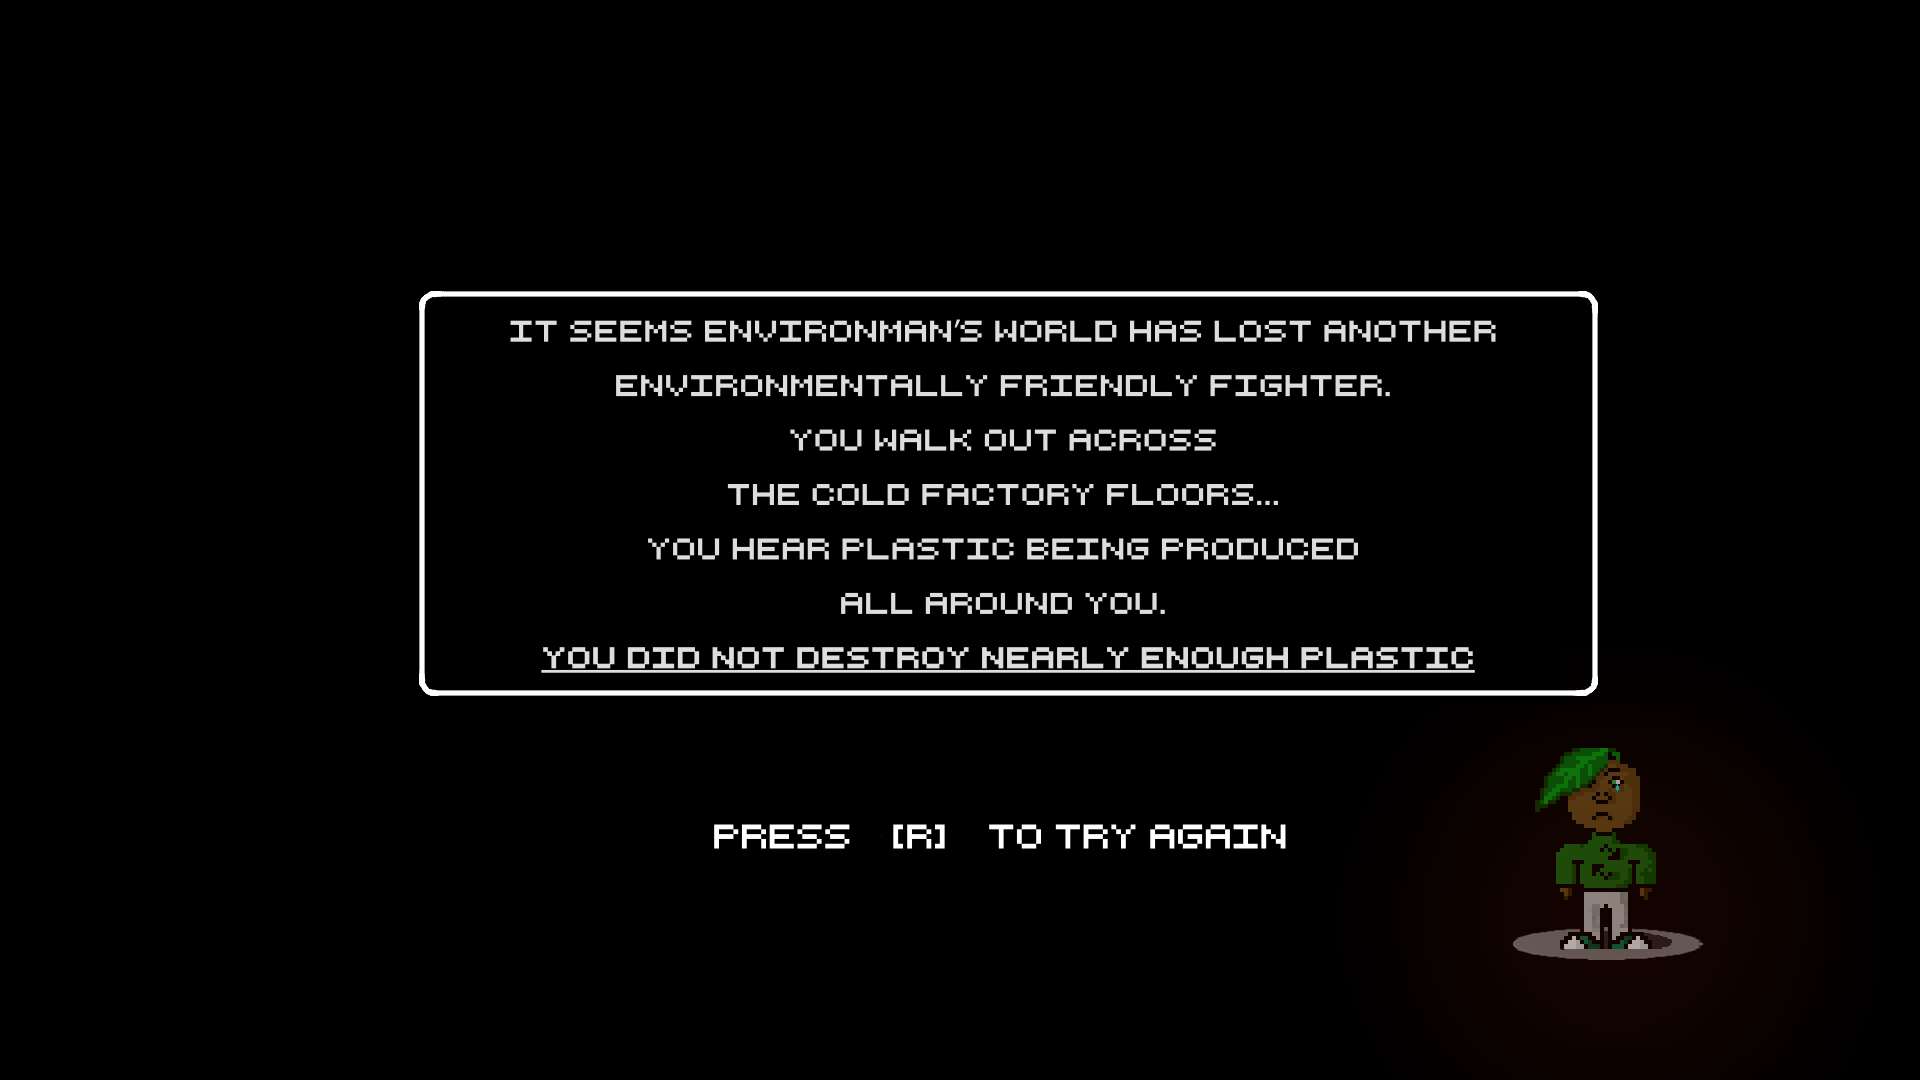 IT SEEMS ENVIRONMAN'S WORLD HAS LOST ANOTHER
ENVIRONMENTALLY FRIENDLY FIGHTER.
YOU WALK OUT ACROSS
THE COLD FACTORY FLOORS...
YOU HEAR PLASTIC BEING PRODUCED
ALL AROUND YOU.
YOU DID NOT DESTROY NEARLY ENOUGH PLASTIC
PRESS [R] TO TRY AGAIN